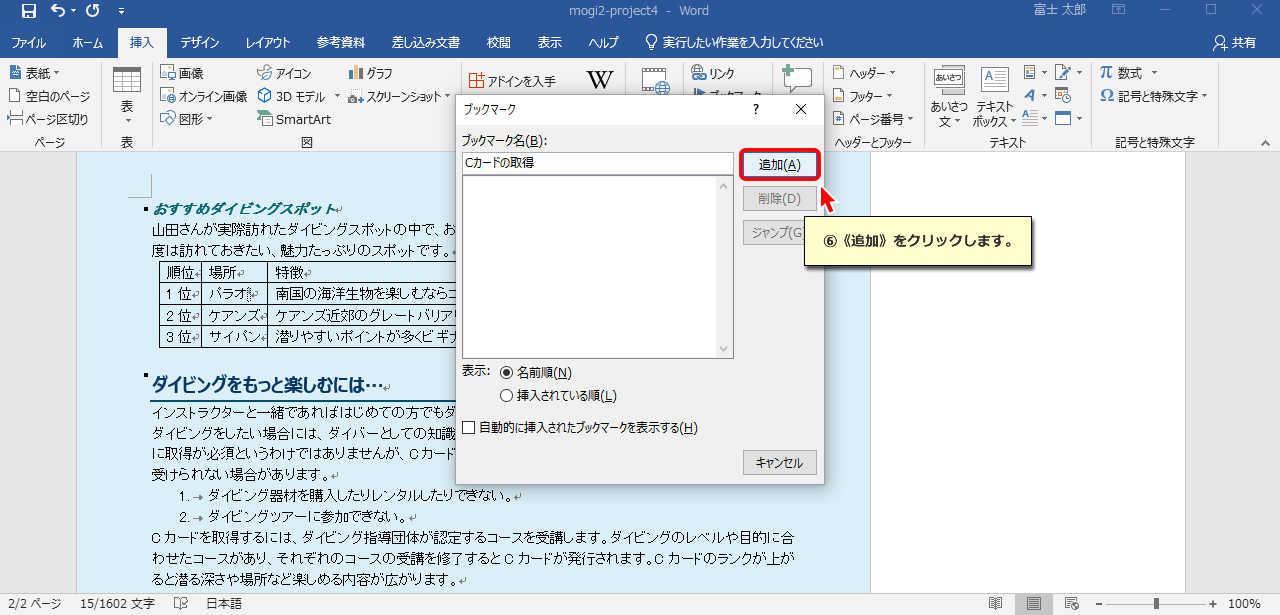 mogi2-project4 - Word
富士 太郎
ファイル ホーム 挿入 デザイン レイアウト 参考資料 差し込み文書 校閲 表示 ヘルプ 実行したい作業を入力してください 共有
表紙
空白のページ
ページ区切り
ページ
表
表
画像
オンライン画像
図形
アイコン
3D モデル
SmartArt
グラフ
スクリーンショット
図
アドインを入手
W
リンク
ヘッダー
フッター
ページ番号
ヘッダーとフッター
あいさつ
あいさつ文
テキストボックス
テキスト
π 数式
Ω 記号と特殊文字
記号と特殊文字
ブックマーク ?
ブックマーク名(B):
Cカードの取得
追加(A)
削除(D)
ジャンプ(G
⑥《追加》をクリックします。
表示:
名前順(N)
挿入されている順(L)
自動的に挿入されたブックマークを表示する(H)
キャンセル
おすすめダイビングスポット
山田さんが実際訪れたダイビングスポットの中で、お
度は訪れておきたい、魅力たっぷりのスポットです。
順位 場所 特徴
1 位 パラオ 南国の海洋生物を楽しむならコ
2 位 ケアンズ ケアンズ近郊のグレートバリアリ
3 位 サイパン 潜りやすいポイントが多くビギナ
ダイビングをもっと楽しむには…
インストラクターと一緒であればはじめての方でもダ
ダイビングをしたい場合には、ダイバーとしての知識
に取得が必須というわけではありませんが、Cカード
受けられない場合があります。
1. ダイビング器材を購入したりレンタルしたりできない。
2. ダイビングツアーに参加できない。
Cカードを取得するには、ダイビング指導団体が認定するコースを受講します。ダイビングのレベルや目的に合
わせたコースがあり、それぞれのコースの受講を修了するとCカードが発行されます。Cカードのランクが上が
ると潜る深さや場所など楽しめる内容が広がります。
2/2 ページ 15/1602 文字 日本語 100%